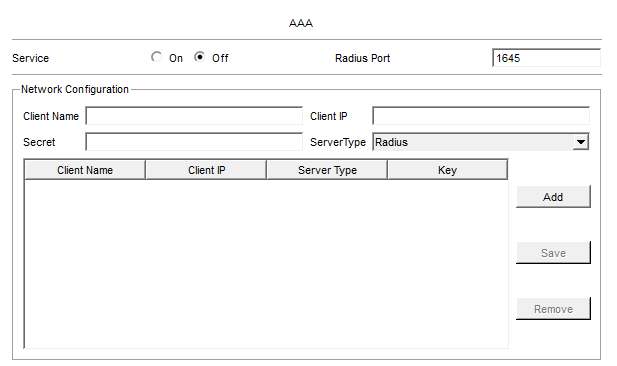 AAA
Service On Off Radius Port 1645
Network Configuration
Client Name Client IP
Secret ServerType Radius
Client Name Client IP Server Type Key
Add
Save
Remove